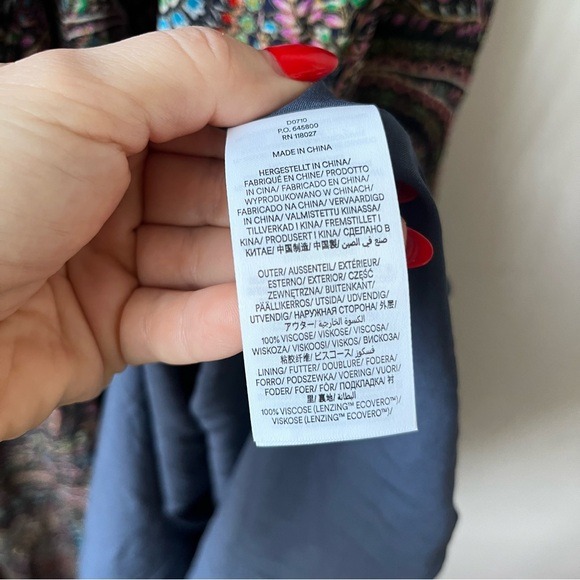 D0710
P.O. 645800
RN 118027
MADE IN CHINA
HERGESTELLT IN CHINA/
FABRIQUÉ EN CHINE/ PRODOTTO
IN CINA/ FABRICADO EN CHINA/
WYPRODUKOWANO W CHINACH/
FABRICADO NA CHINA/ VERVAARDIGD
IN CHINA/ VALMISTETTU KIINASSA/
TILLVERKAD I KINA/ FREMSTILLET I
KINA/ PRODUSERT I KINA/ СДЕЛАНО В
КИТАЕ/ 中国制造/ 中国製/ صنع في الصين/
OUTER/ AUSSENTEIL/ EXTÉRIEUR/
ESTERNO/ EXTERIOR/ CZĘŚĆ
ZEWNĘTRZNA/ BUITENKANT/
PÄÄLLIKERROS/ UTSIDA/ UDVENDIG/
UTVENDIG/ НАРУЖНАЯ СТОРОНА/ 外层/
アウター/ الكسوة الخارجية/
100% VISCOSE/ VISKOSE/ VISCOSA/
WISKOZA/ VISKOOSI/ VISKOS/ ВИСКОЗА/
粘胶纤维/ ビスコース/ فسكوز/
LINING/ FUTTER/ DOUBLURE/ FODERA/
FORRO/ PODSZEWKA/ VOERING/ VUORI/
FODER/ FOER/ FÔR/ ПОДКЛАДКА/ 衬
里/ 裏地/ البطانة/
100% VISCOSE (LENZING™ ECOVERO™)/
VISKOSE (LENZING™ ECOVERO™)/